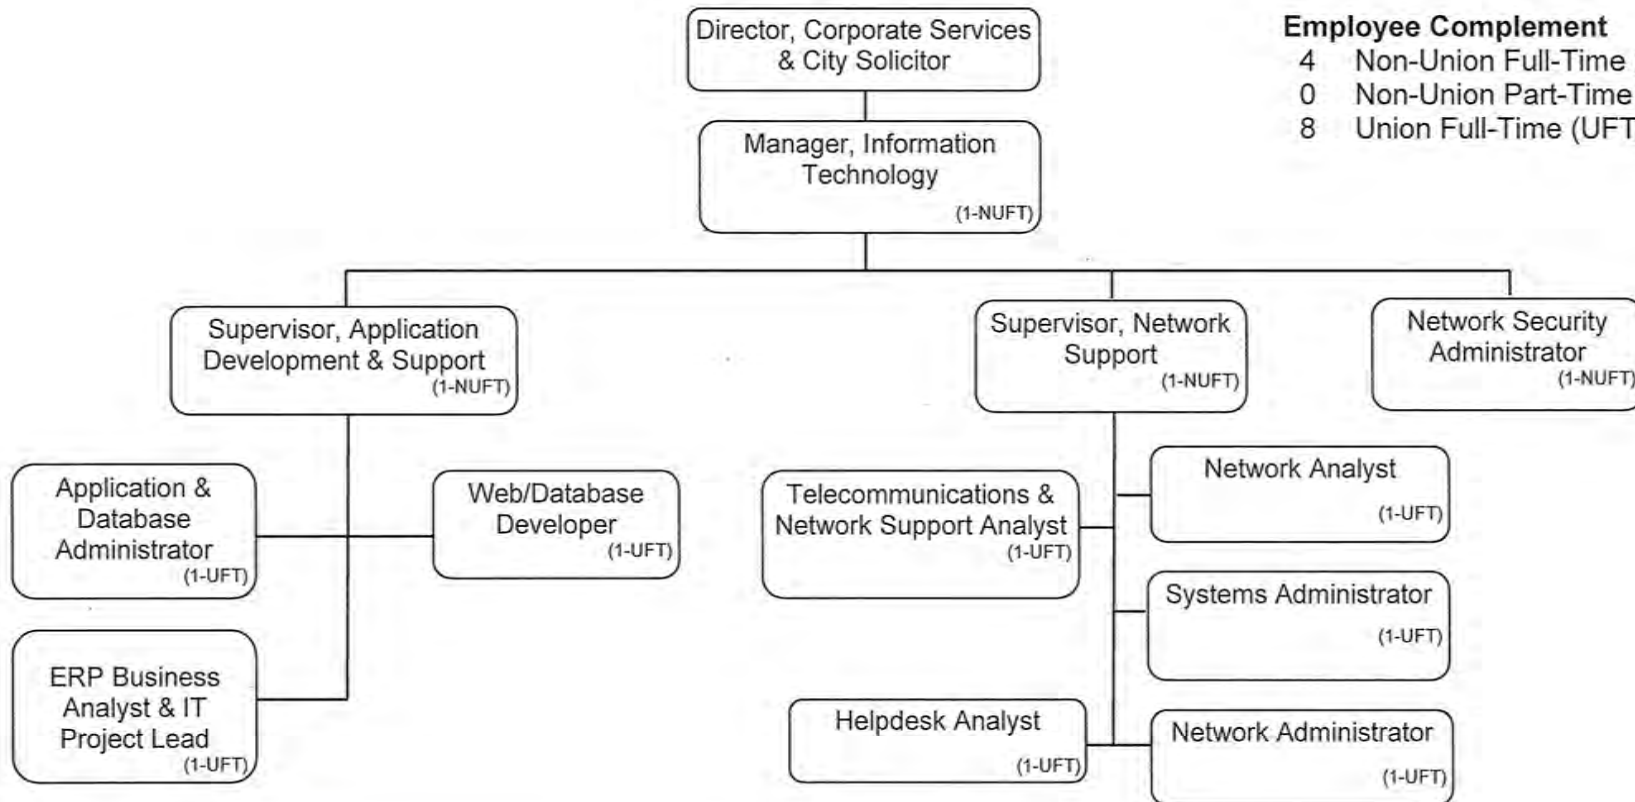 Director, Corporate Services
& City Solicitor
Employee Complement
4 Non-Union Full-Time
0 Non-Union Part-Time
8 Union Full-Time (UFT
Manager, Information
Technology
(1-NUFT)
Supervisor, Application
Development & Support
(1-NUFT)
Supervisor, Network
Support
(1-NUFT)
Network Security
Administrator
(1-NUFT)
Application &
Database
Administrator
(1-UFT)
Web/Database
Developer
(1-UFT)
Telecommunications &
Network Support Analyst
(1-UFT)
Network Analyst
(1-UFT)
Systems Administrator
(1-UFT)
ERP Business
Analyst & IT
Project Lead
(1-UFT)
Helpdesk Analyst
(1-UFT)
Network Administrator
(1-UFT)